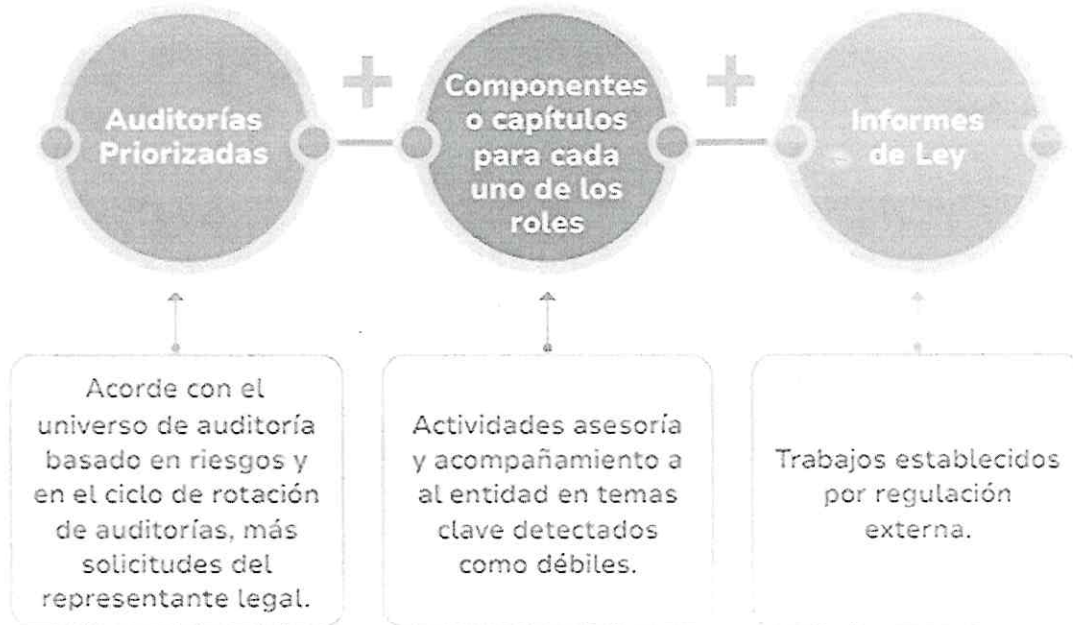 Auditorías
Priorizadas
+
Componentes
o capítulos
para cada
uno de los
roles
+
Informes
de Ley
Acorde con el
universo de auditoría
basado en riesgos y
en el ciclo de rotación
de auditorías, más
solicitudes del
representante legal.
Actividades asesoría
y acompañamiento a
al entidad en temas
clave detectados
como débiles.
Trabajos establecidos
por regulación
externa.